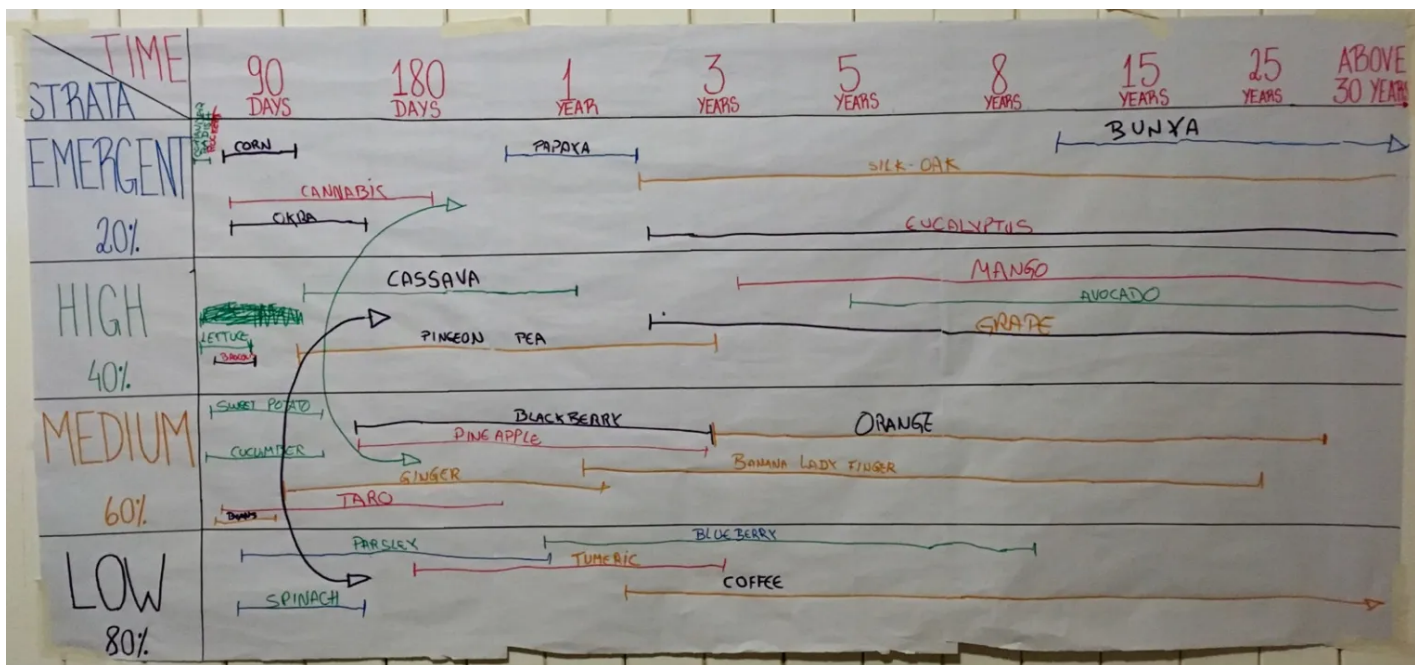 TIME
STRATA
90 DAYS
180 DAYS
1 YEAR
3 YEARS
5 YEARS
8 YEARS
15 YEARS
25 YEARS
ABOVE 30 YEARS
EMERGENT
20%
CORN
PAPAYA
BUNYA
SILK-OAK
CANNABIS
OKRA
EUCALYPTUS
HIGH
40%
CASSAVA
MANGO
AVOCADO
GRAPE
LETTUCE
PINGEON PEA
MEDIUM
60%
SWEET POTATO
BLACKBERRY
ORANGE
PINEAPPLE
CUCUMBER
BANANA LADY FINGER
GINGER
TARO
LOW
80%
PARSLEY
BLUEBERRY
TUMERIC
COFFEE
SPINACH